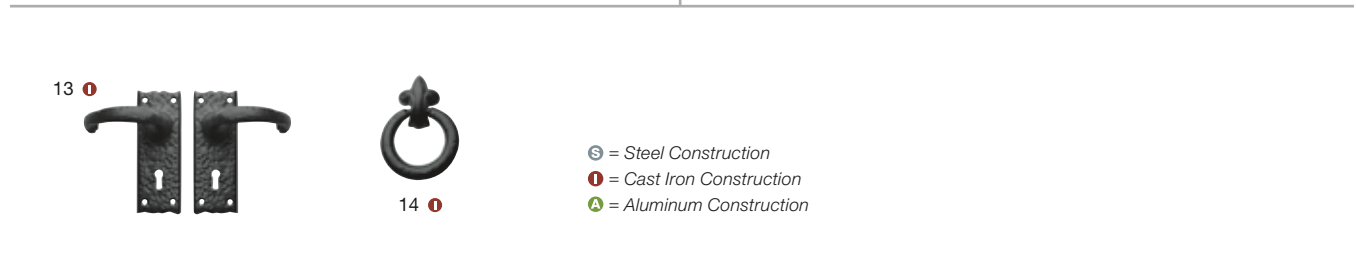 13 I
14 I
S = Steel Construction
I = Cast Iron Construction
A = Aluminum Construction